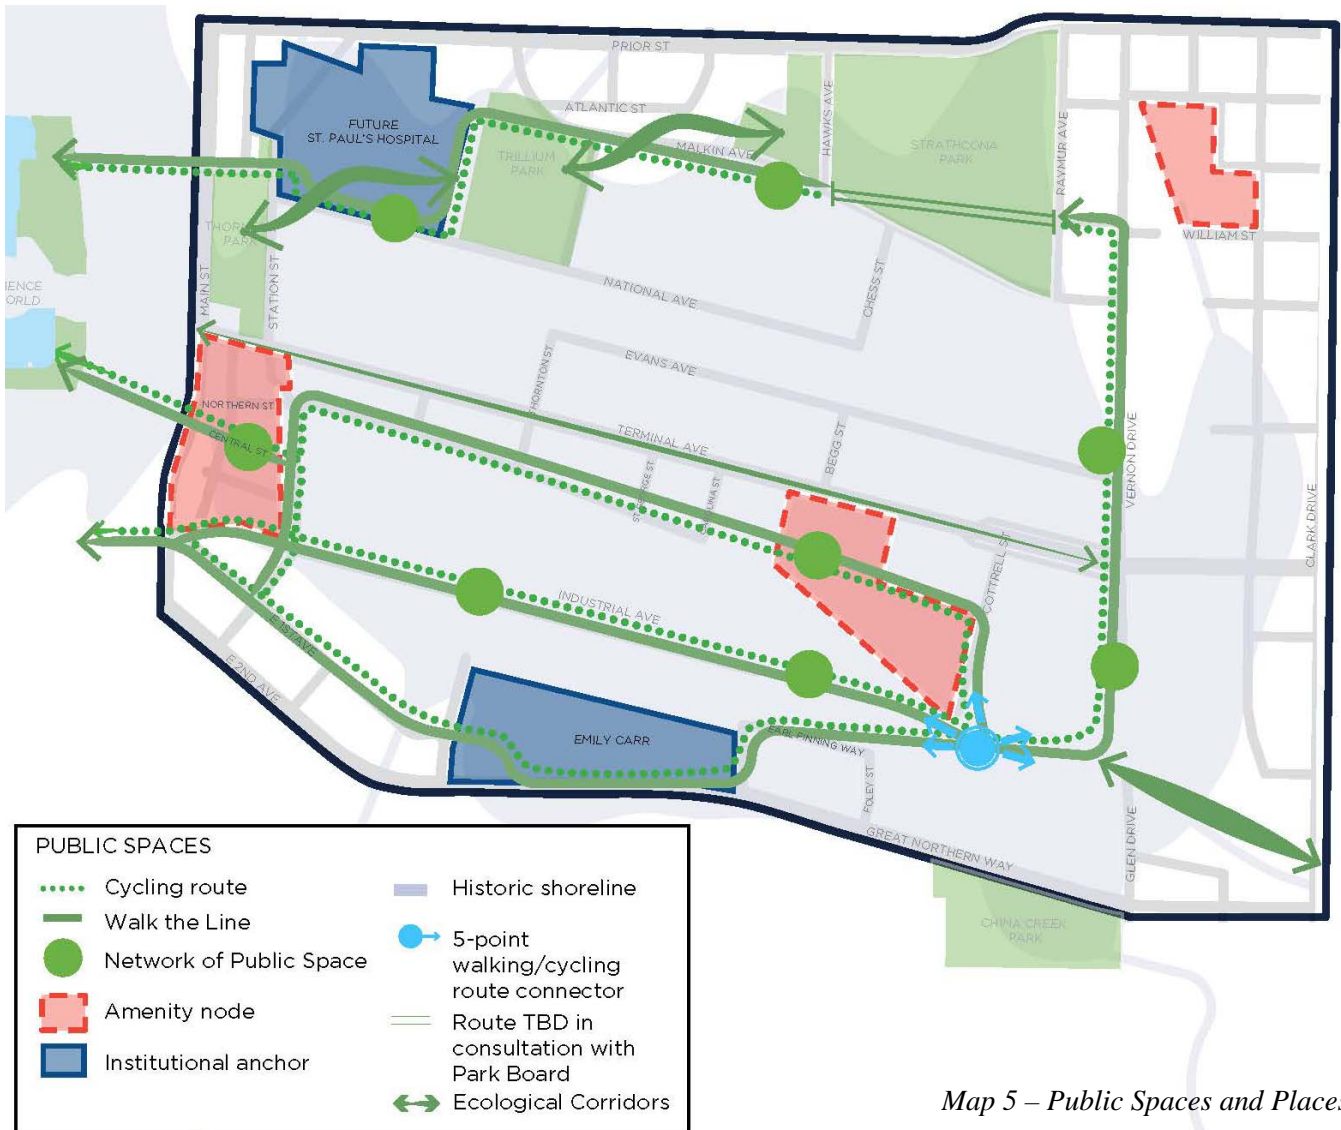 PRIOR ST
ATLANTIC ST
HAWKS AVE
MALKIN AVE
FUTURE
ST. PAUL'S HOSPITAL
TRILLIUM
PARK
STRATHCONA
PARK
RAYMUR AVE
WILLIAM ST
PARK
MAIN ST
STATION ST
NATIONAL AVE
CHESS ST
EVANS AVE
NORTHERN ST
CENTRAL ST
TERMINAL AVE
BEGG ST
VERNON DRIVE
CLARK DRIVE
COTTRELL ST
INDUSTRIAL AVE
E 1ST AVE
E 2ND AVE
EMILY CARR
EARL FINNING WAY
FOLEY ST
GREAT NORTHERN WAY
GLEN DRIVE
CHINA CREEK
PARK
PUBLIC SPACES
Cycling route
Walk the Line
Network of Public Space
Amenity node
Institutional anchor
Historic shoreline
5-point
walking/cycling
route connector
Route TBD in
consultation with
Park Board
Ecological Corridors
Map 5 – Public Spaces and Places